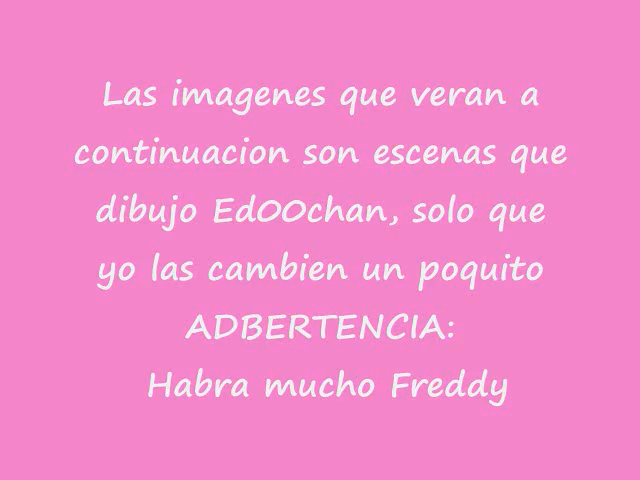 Las imagenes que veran a
continuacion son escenas que
dibujo EdOOchan, solo que
yo las cambien un poquito
ADBERTENCIA:
Habra mucho Freddy